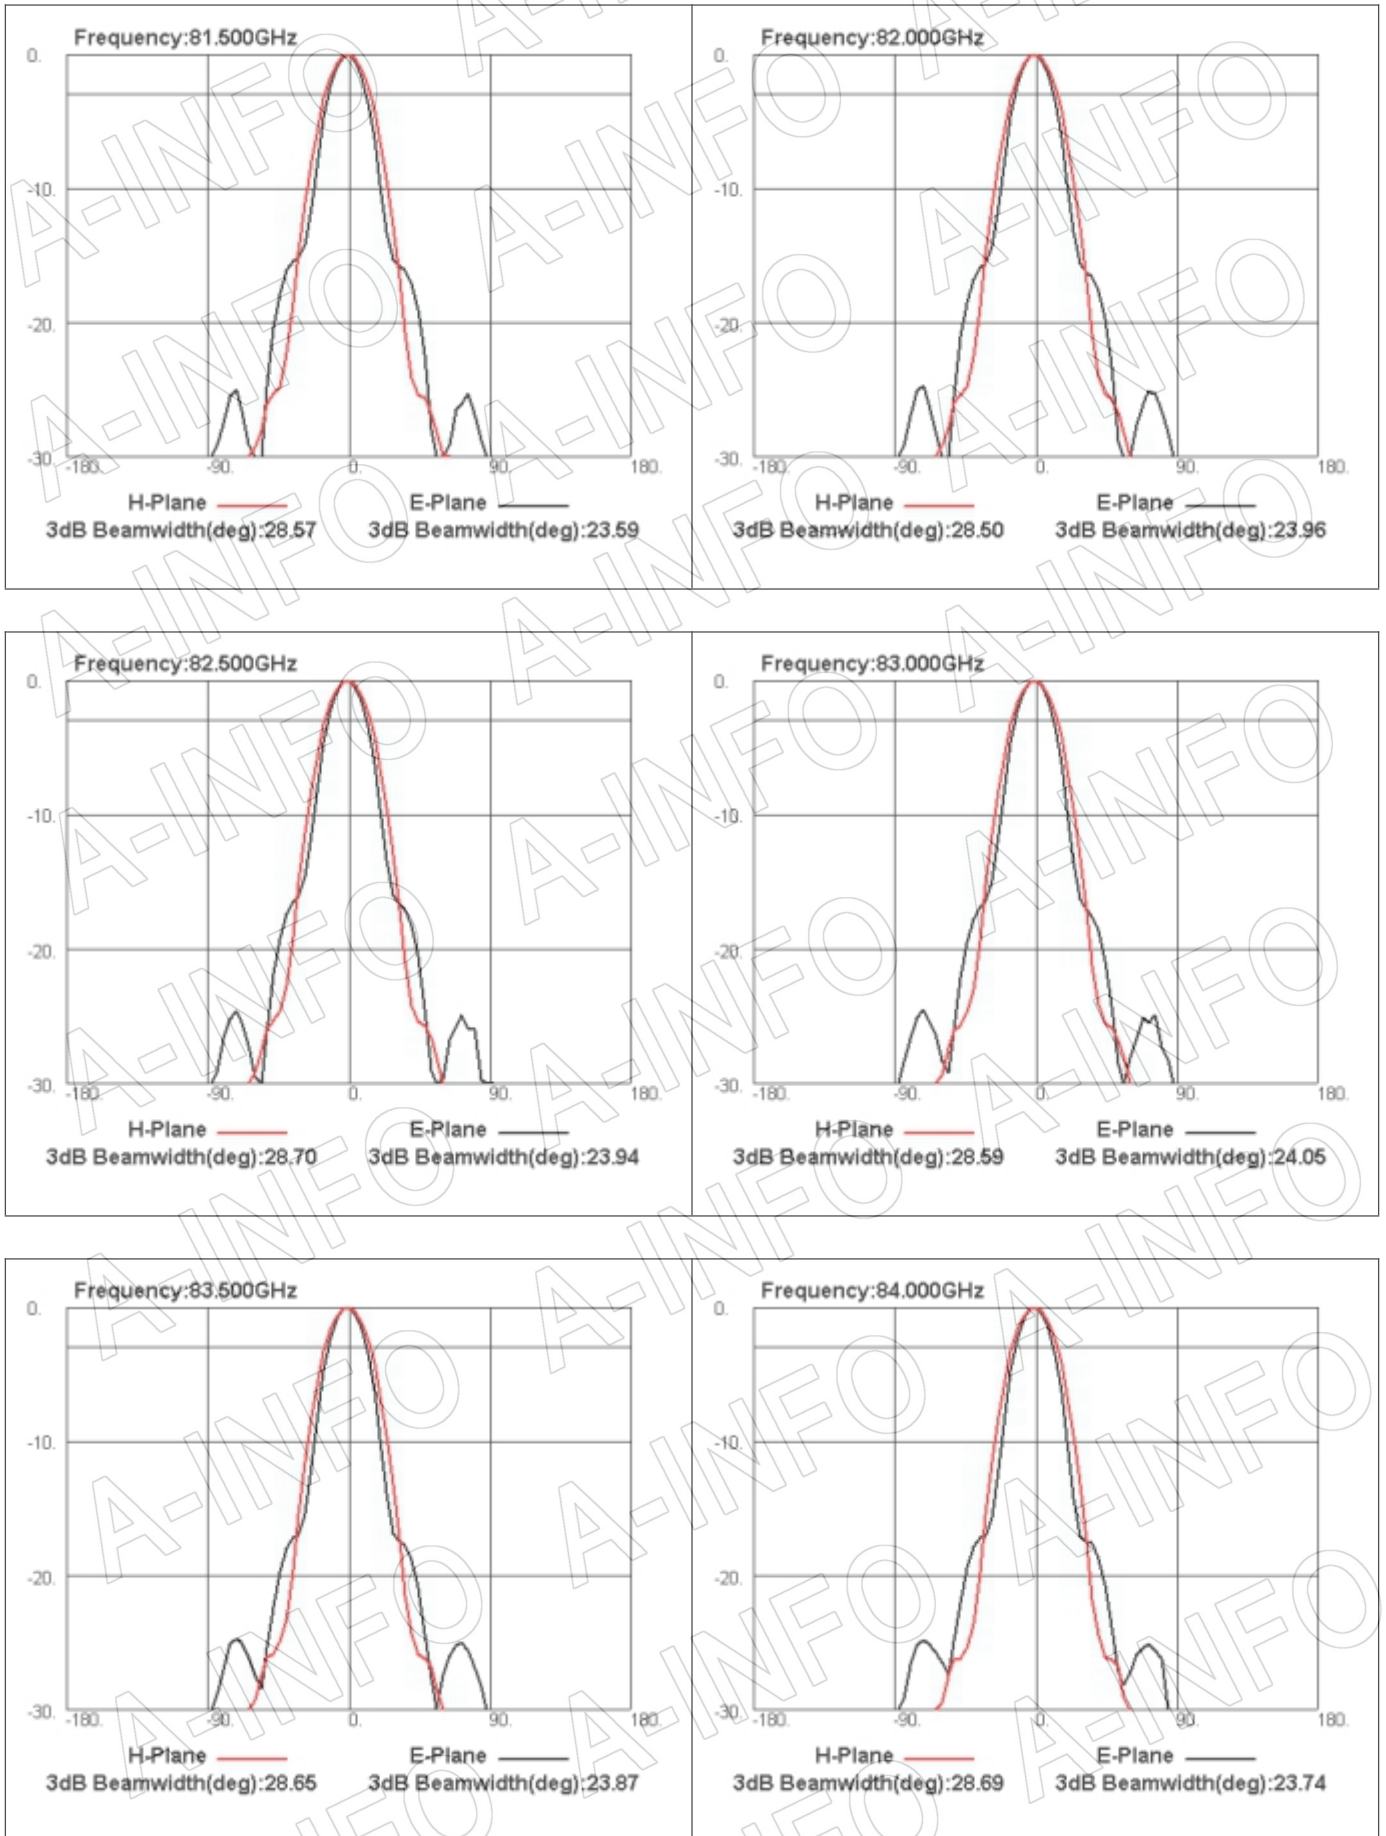 Frequency:81.500GHz
0.
-10.
-20.
-30.
-180. -90. 0. 90. 180.
H-Plane E-Plane
3dB Beamwidth(deg):28.57 3dB Beamwidth(deg):23.59
Frequency:82.000GHz
0.
-10.
-20.
-30.
-180. -90. 0. 90. 180.
H-Plane E-Plane
3dB Beamwidth(deg):28.50 3dB Beamwidth(deg):23.96
Frequency:82.500GHz
0.
-10.
-20.
-30.
-180. -90. 0. 90. 180.
H-Plane E-Plane
3dB Beamwidth(deg):28.70 3dB Beamwidth(deg):23.94
Frequency:83.000GHz
0.
-10.
-20.
-30.
-180. -90. 0. 90. 180.
H-Plane E-Plane
3dB Beamwidth(deg):28.59 3dB Beamwidth(deg):24.05
Frequency:83.500GHz
0.
-10.
-20.
-30.
-180. -90. 0. 90. 180.
H-Plane E-Plane
3dB Beamwidth(deg):28.65 3dB Beamwidth(deg):23.87
Frequency:84.000GHz
0.
-10.
-20.
-30.
-180. -90. 0. 90. 180.
H-Plane E-Plane
3dB Beamwidth(deg):28.69 3dB Beamwidth(deg):23.74
A-INFO